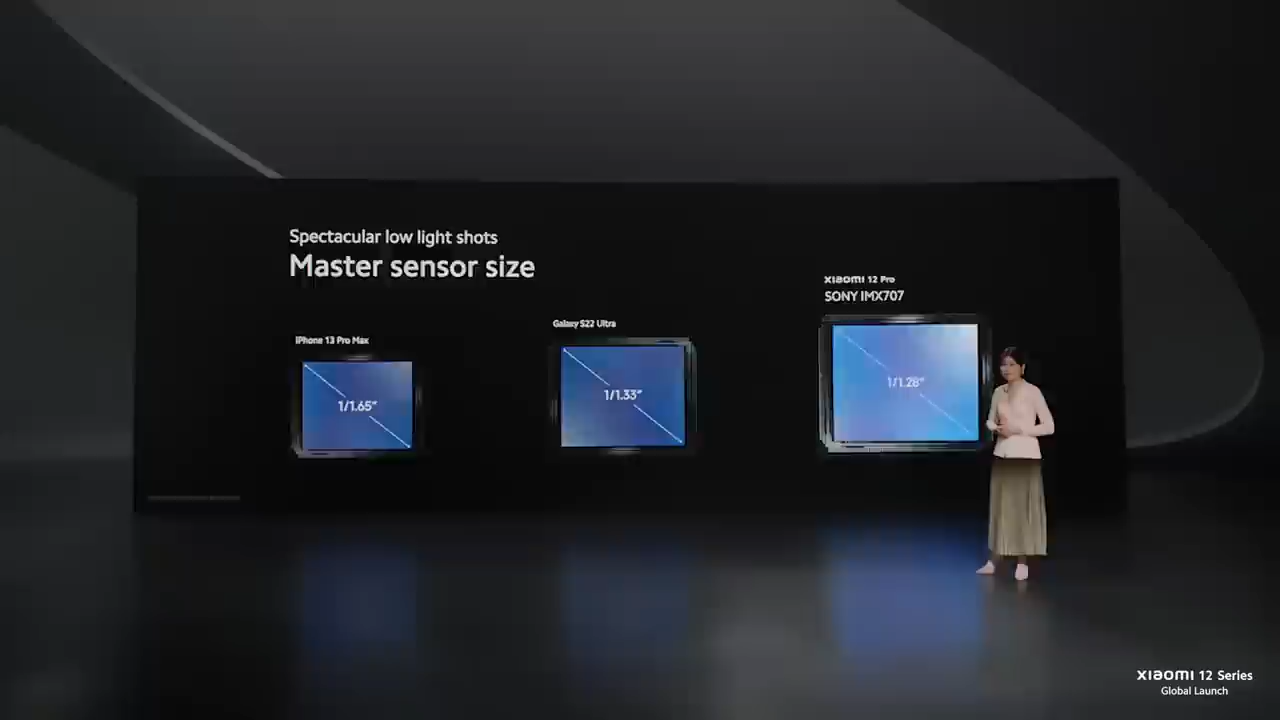 Spectacular low light shots
Master sensor size
iPhone 13 Pro Max
1/1.65″
Galaxy S22 Ultra
1/1.33″
XIAOMI 12 Pro
SONY IMX707
1/1.28″
XIAOMI 12 Series
Global Launch